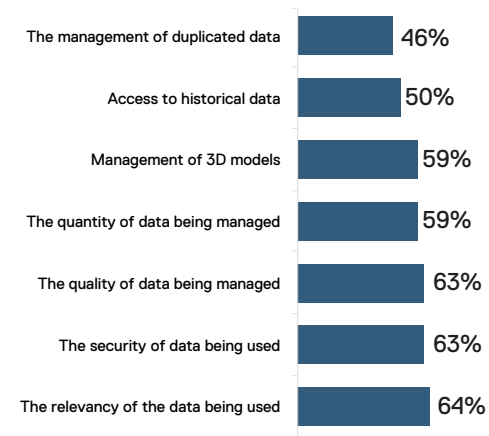 The management of duplicated data 46%
Access to historical data 50%
Management of 3D models 59%
The quantity of data being managed 59%
The quality of data being managed 63%
The security of data being used 63%
The relevancy of the data being used 64%